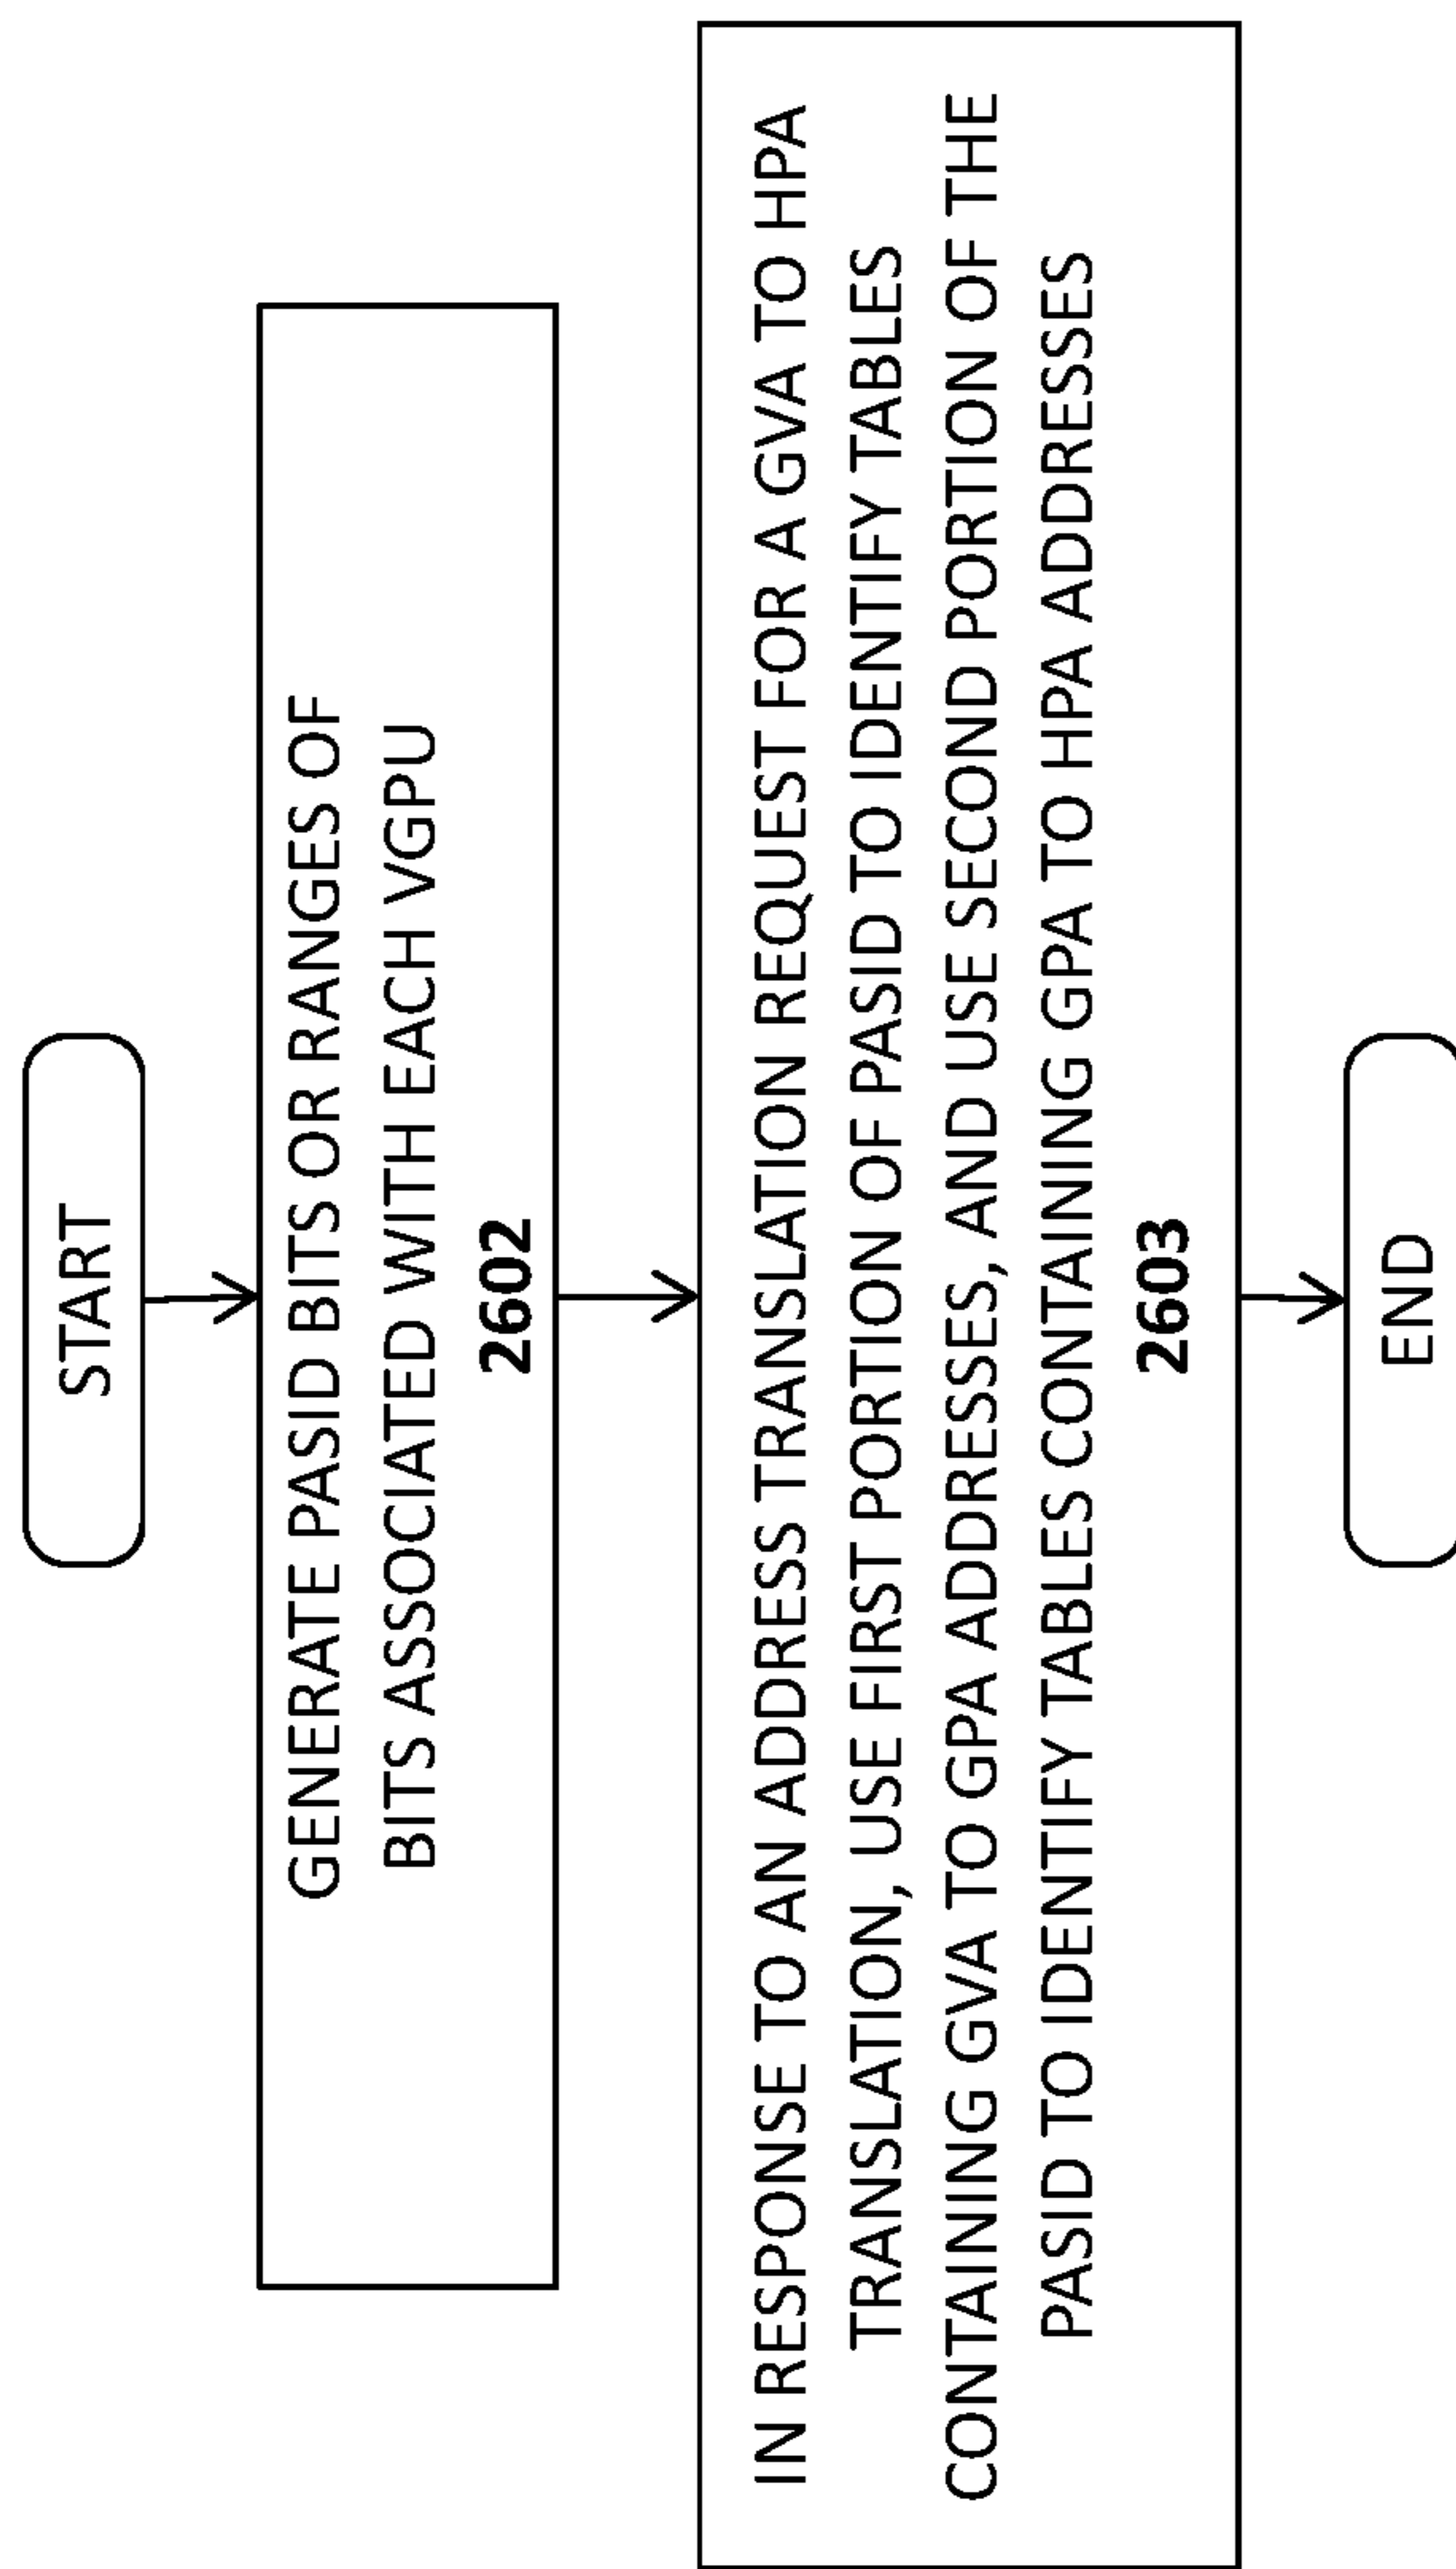 START
GENERATE PASID BITS OR RANGES OF
BITS ASSOCIATED WITH EACH VGPU
2602
IN RESPONSE TO AN ADDRESS TRANSLATION REQUEST FOR A GVA TO HPA
TRANSLATION, USE FIRST PORTION OF PASID TO IDENTIFY TABLES
CONTAINING GVA TO GPA ADDRESSES, AND USE SECOND PORTION OF THE
PASID TO IDENTIFY TABLES CONTAINING GPA TO HPA ADDRESSES
2603
END